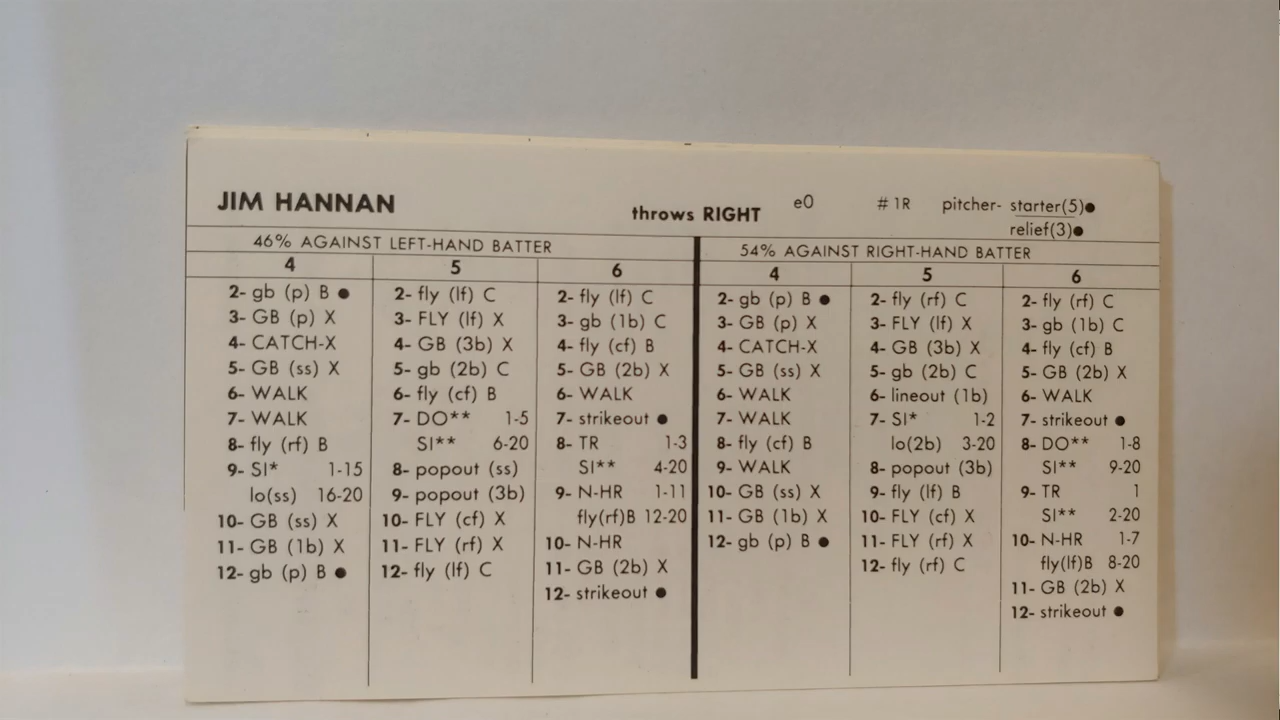 JIM HANNAN throws RIGHT e0 # 1R pitcher- starter(5)●
relief(3)●
46% AGAINST LEFT-HAND BATTER
4 5 6
2- gb (p) B ● 2- fly (lf) C 2- fly (lf) C
3- GB (p) X 3- FLY (lf) X 3- gb (1b) C
4- CATCH-X 4- GB (3b) X 4- fly (cf) B
5- GB (ss) X 5- gb (2b) C 5- GB (2b) X
6- WALK 6- fly (cf) B 6- WALK
7- WALK 7- DO** 1-5 7- strikeout ●
8- fly (rf) B SI** 6-20 8- TR 1-3
9- SI* 1-15 8- popout (ss) SI** 4-20
lo(ss) 16-20 9- popout (3b) 9- N-HR 1-11
10- GB (ss) X 10- FLY (cf) X fly(rf)B 12-20
11- GB (1b) X 11- FLY (rf) X 10- N-HR
12- gb (p) B ● 12- fly (lf) C 11- GB (2b) X
12- strikeout ●
54% AGAINST RIGHT-HAND BATTER
4 5 6
2- gb (p) B ● 2- fly (rf) C 2- fly (rf) C
3- GB (p) X 3- FLY (lf) X 3- gb (1b) C
4- CATCH-X 4- GB (3b) X 4- fly (cf) B
5- GB (ss) X 5- gb (2b) C 5- GB (2b) X
6- WALK 6- lineout (1b) 6- WALK
7- WALK 7- SI* 1-2 7- strikeout ●
8- fly (cf) B lo(2b) 3-20 8- DO** 1-8
9- WALK 8- popout (3b) SI** 9-20
10- GB (ss) X 9- fly (lf) B 9- TR 1
11- GB (1b) X 10- FLY (cf) X SI** 2-20
12- gb (p) B ● 11- FLY (rf) X 10- N-HR 1-7
12- fly (rf) C fly(lf)B 8-20
11- GB (2b) X
12- strikeout ●